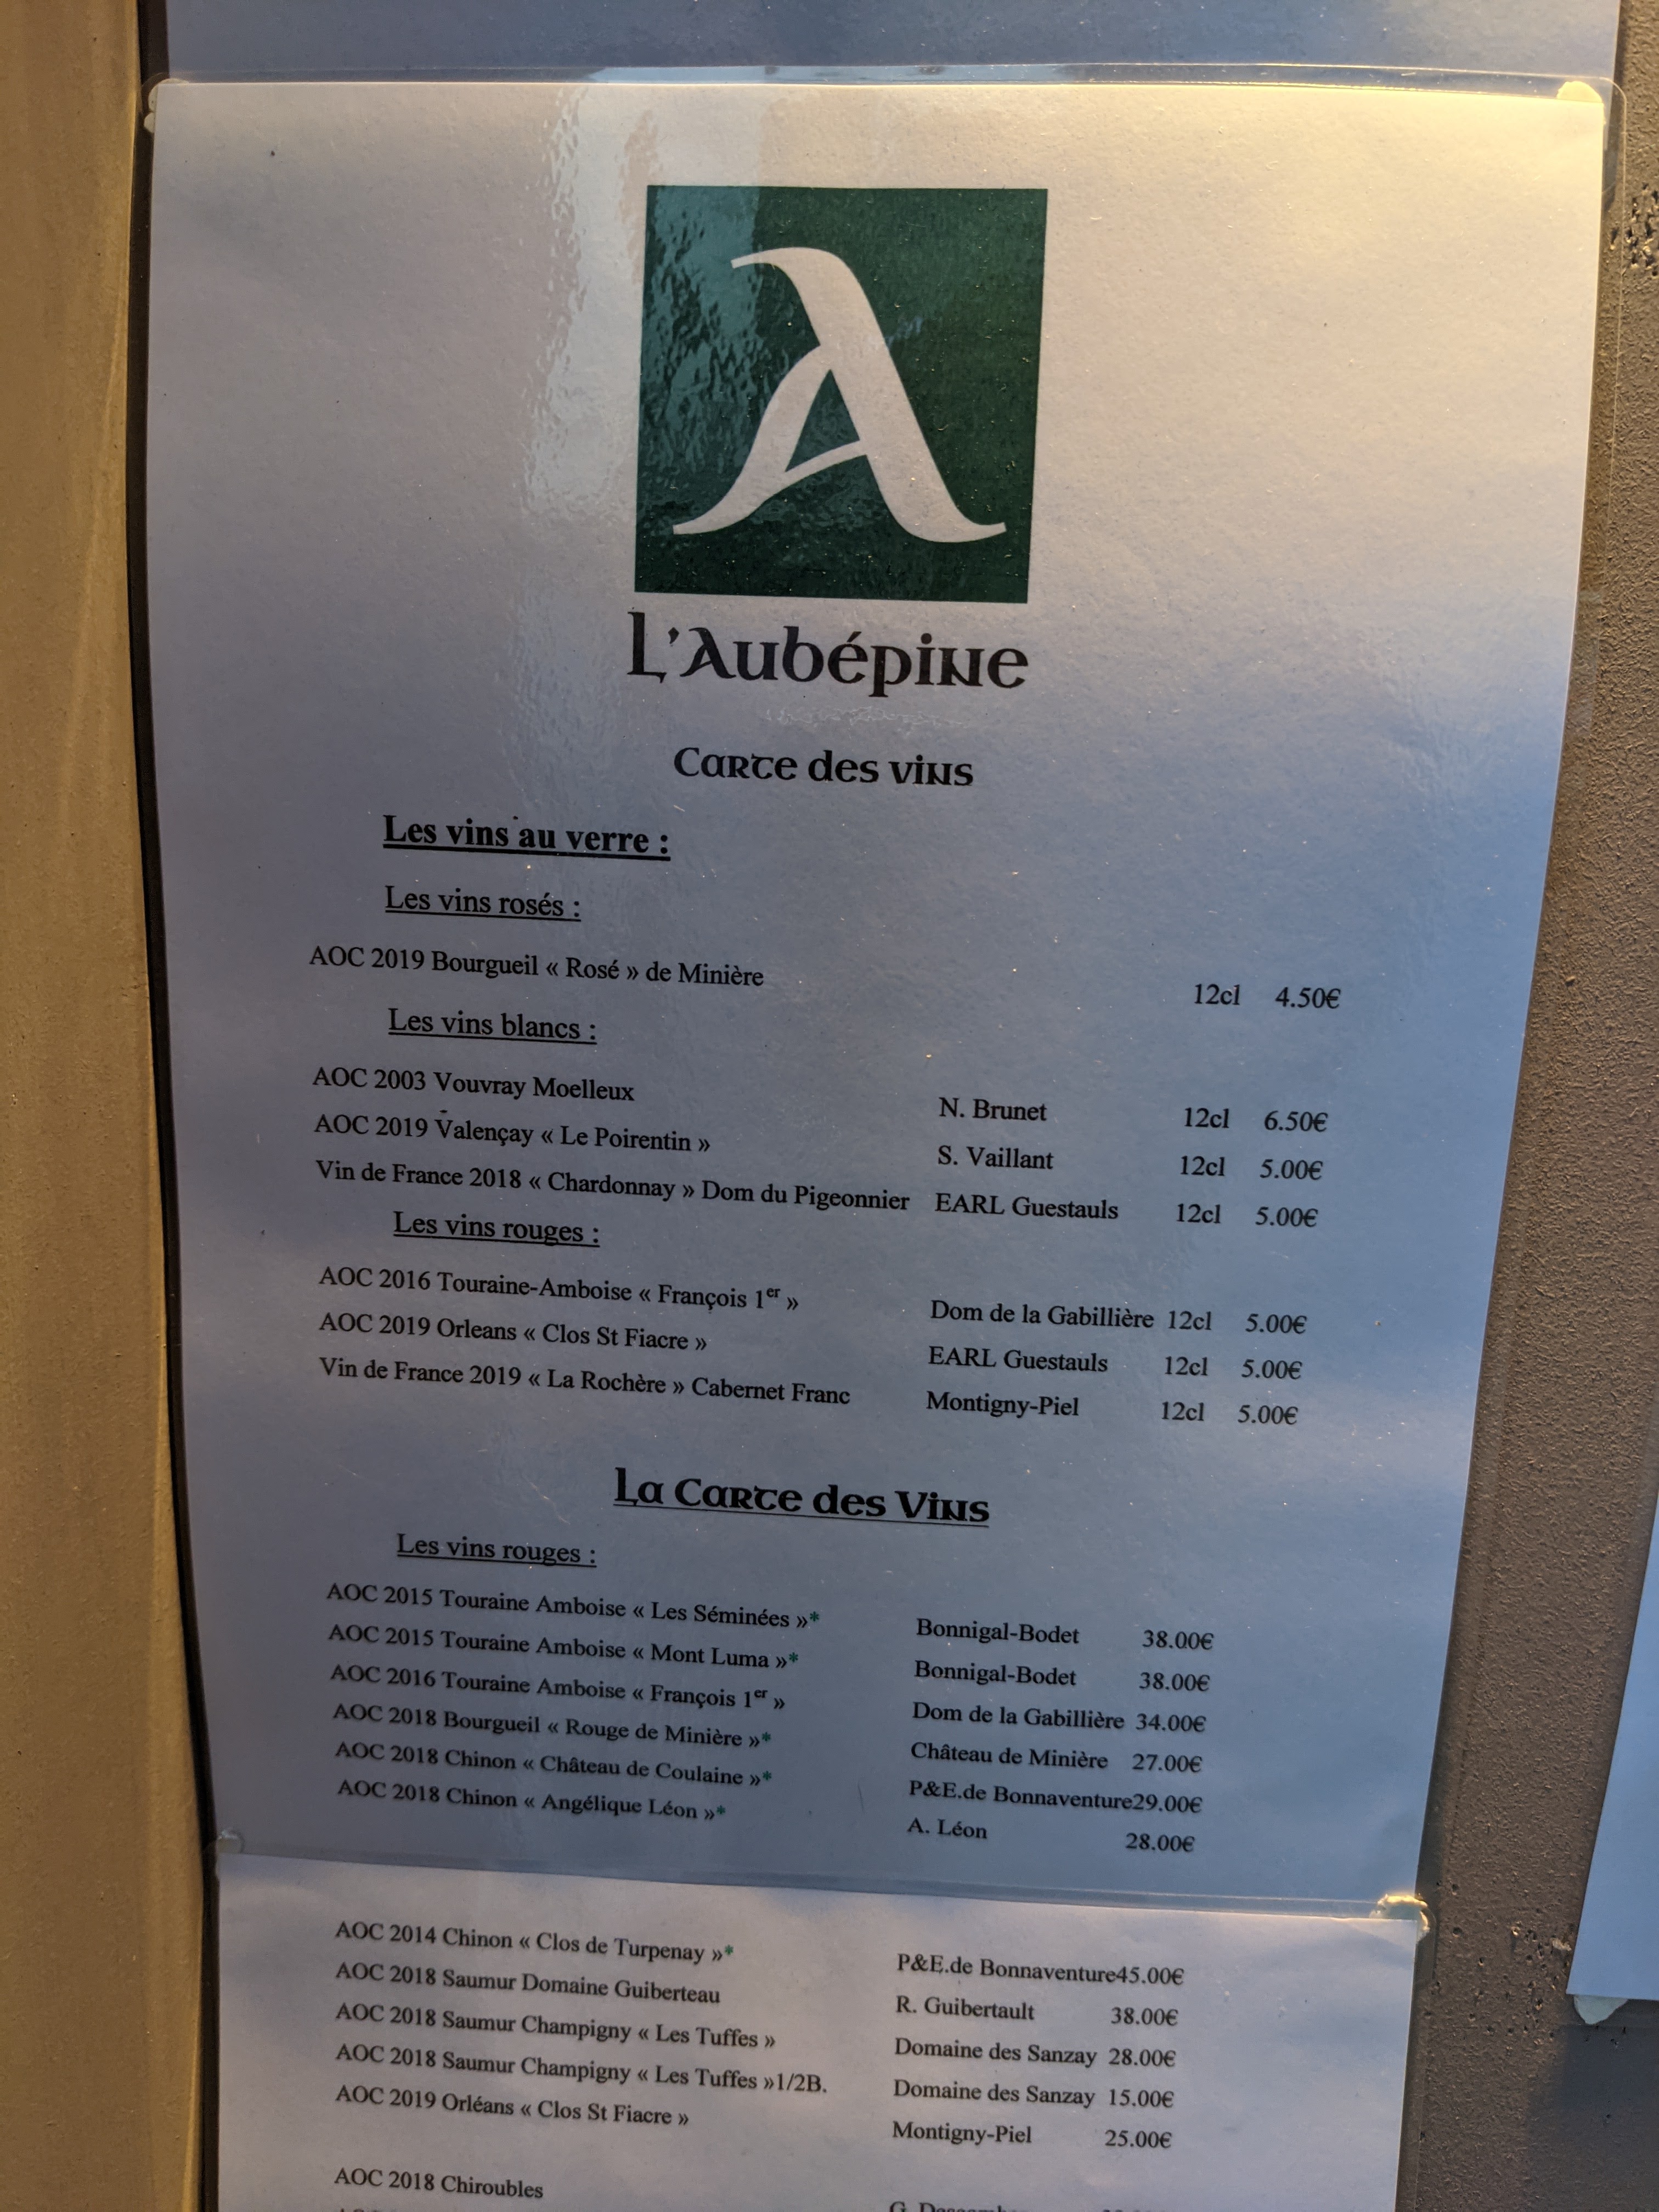 A
L'Aubépine
Carte des vins
Les vins au verre :
Les vins rosés :
AOC 2019 Bourgueil « Rosé » de Minière 12cl 4.50€
Les vins blancs :
AOC 2003 Vouvray Moelleux N. Brunet 12cl 6.50€
AOC 2019 Valençay « Le Poirentin » S. Vaillant 12cl 5.00€
Vin de France 2018 « Chardonnay » Dom du Pigeonnier EARL Guestauls 12cl 5.00€
Les vins rouges :
AOC 2016 Touraine-Amboise « François 1er » Dom de la Gabillière 12cl 5.00€
AOC 2019 Orleans « Clos St Fiacre » EARL Guestauls 12cl 5.00€
Vin de France 2019 « La Rochère » Cabernet Franc Montigny-Piel 12cl 5.00€
La Carte des Vins
Les vins rouges :
AOC 2015 Touraine Amboise « Les Séminées »* Bonnigal-Bodet 38.00€
AOC 2015 Touraine Amboise « Mont Luma »* Bonnigal-Bodet 38.00€
AOC 2016 Touraine Amboise « François 1er » Dom de la Gabillière 34.00€
AOC 2018 Bourgueil « Rouge de Minière »* Château de Minière 27.00€
AOC 2018 Chinon « Château de Coulaine »* P&E.de Bonnaventure29.00€
AOC 2018 Chinon « Angélique Léon »* A. Léon 28.00€
AOC 2014 Chinon « Clos de Turpenay »* P&E.de Bonnaventure45.00€
AOC 2018 Saumur Domaine Guiberteau R. Guibertault 38.00€
AOC 2018 Saumur Champigny « Les Tuffes » Domaine des Sanzay 28.00€
AOC 2018 Saumur Champigny « Les Tuffes »1/2B. Domaine des Sanzay 15.00€
AOC 2019 Orléans « Clos St Fiacre » Montigny-Piel 25.00€
AOC 2018 Chiroubles G.